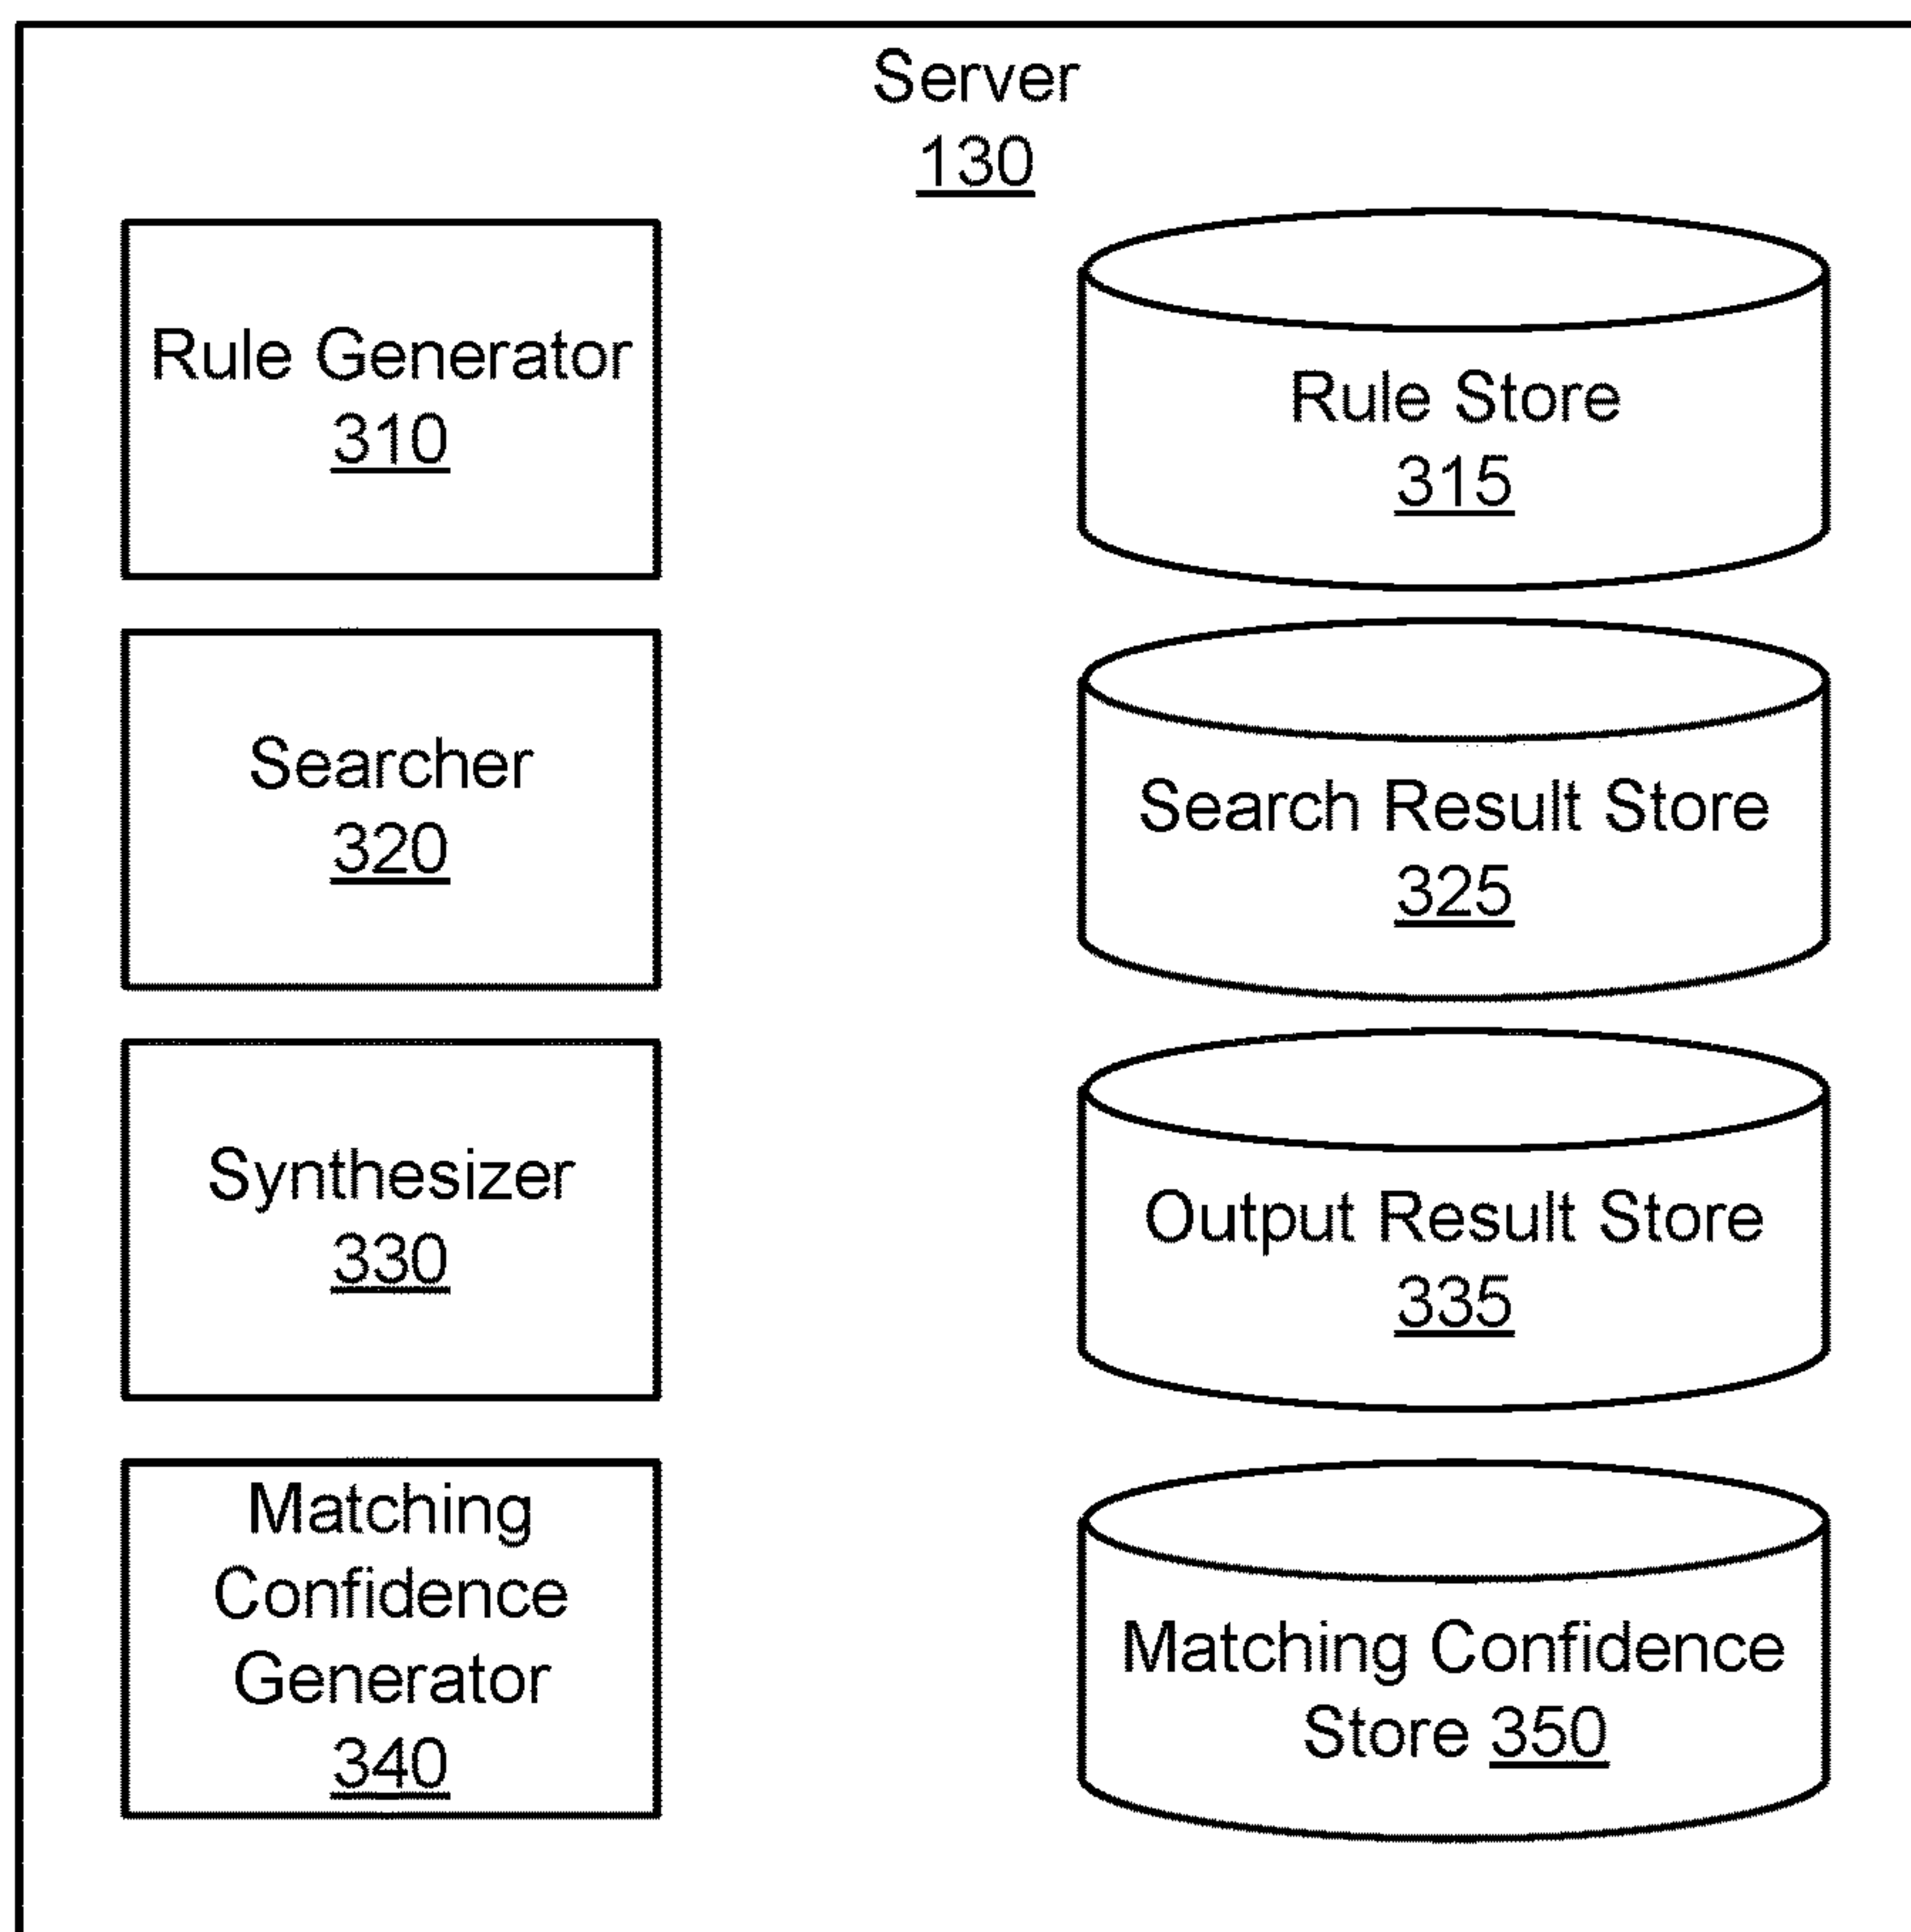 Server
130
Rule Generator
310
Rule Store
315
Searcher
320
Search Result Store
325
Synthesizer
330
Output Result Store
335
Matching
Confidence
Generator
340
Matching Confidence
Store 350